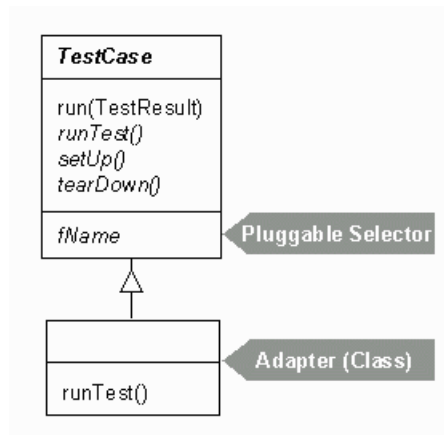 TestCase
run(TestResult)
runTest()
setUp()
tearDown()
fName
Pluggable Selector
Adapter (Class)
runTest()